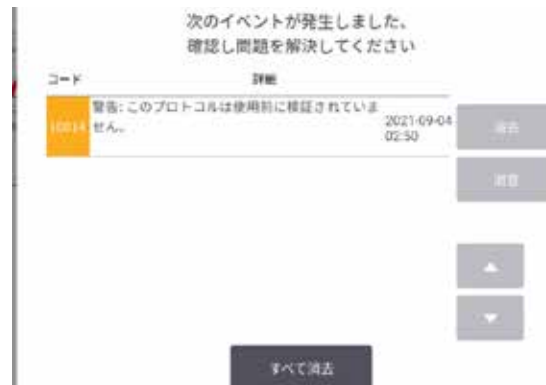 次のイベントが発生しました、
確認し問題を解決してください
コード
詳細
警告: このプロトコルは使用前に検証されていま
せん。
10014
2021-09-04
02:50
消去
すべて消去